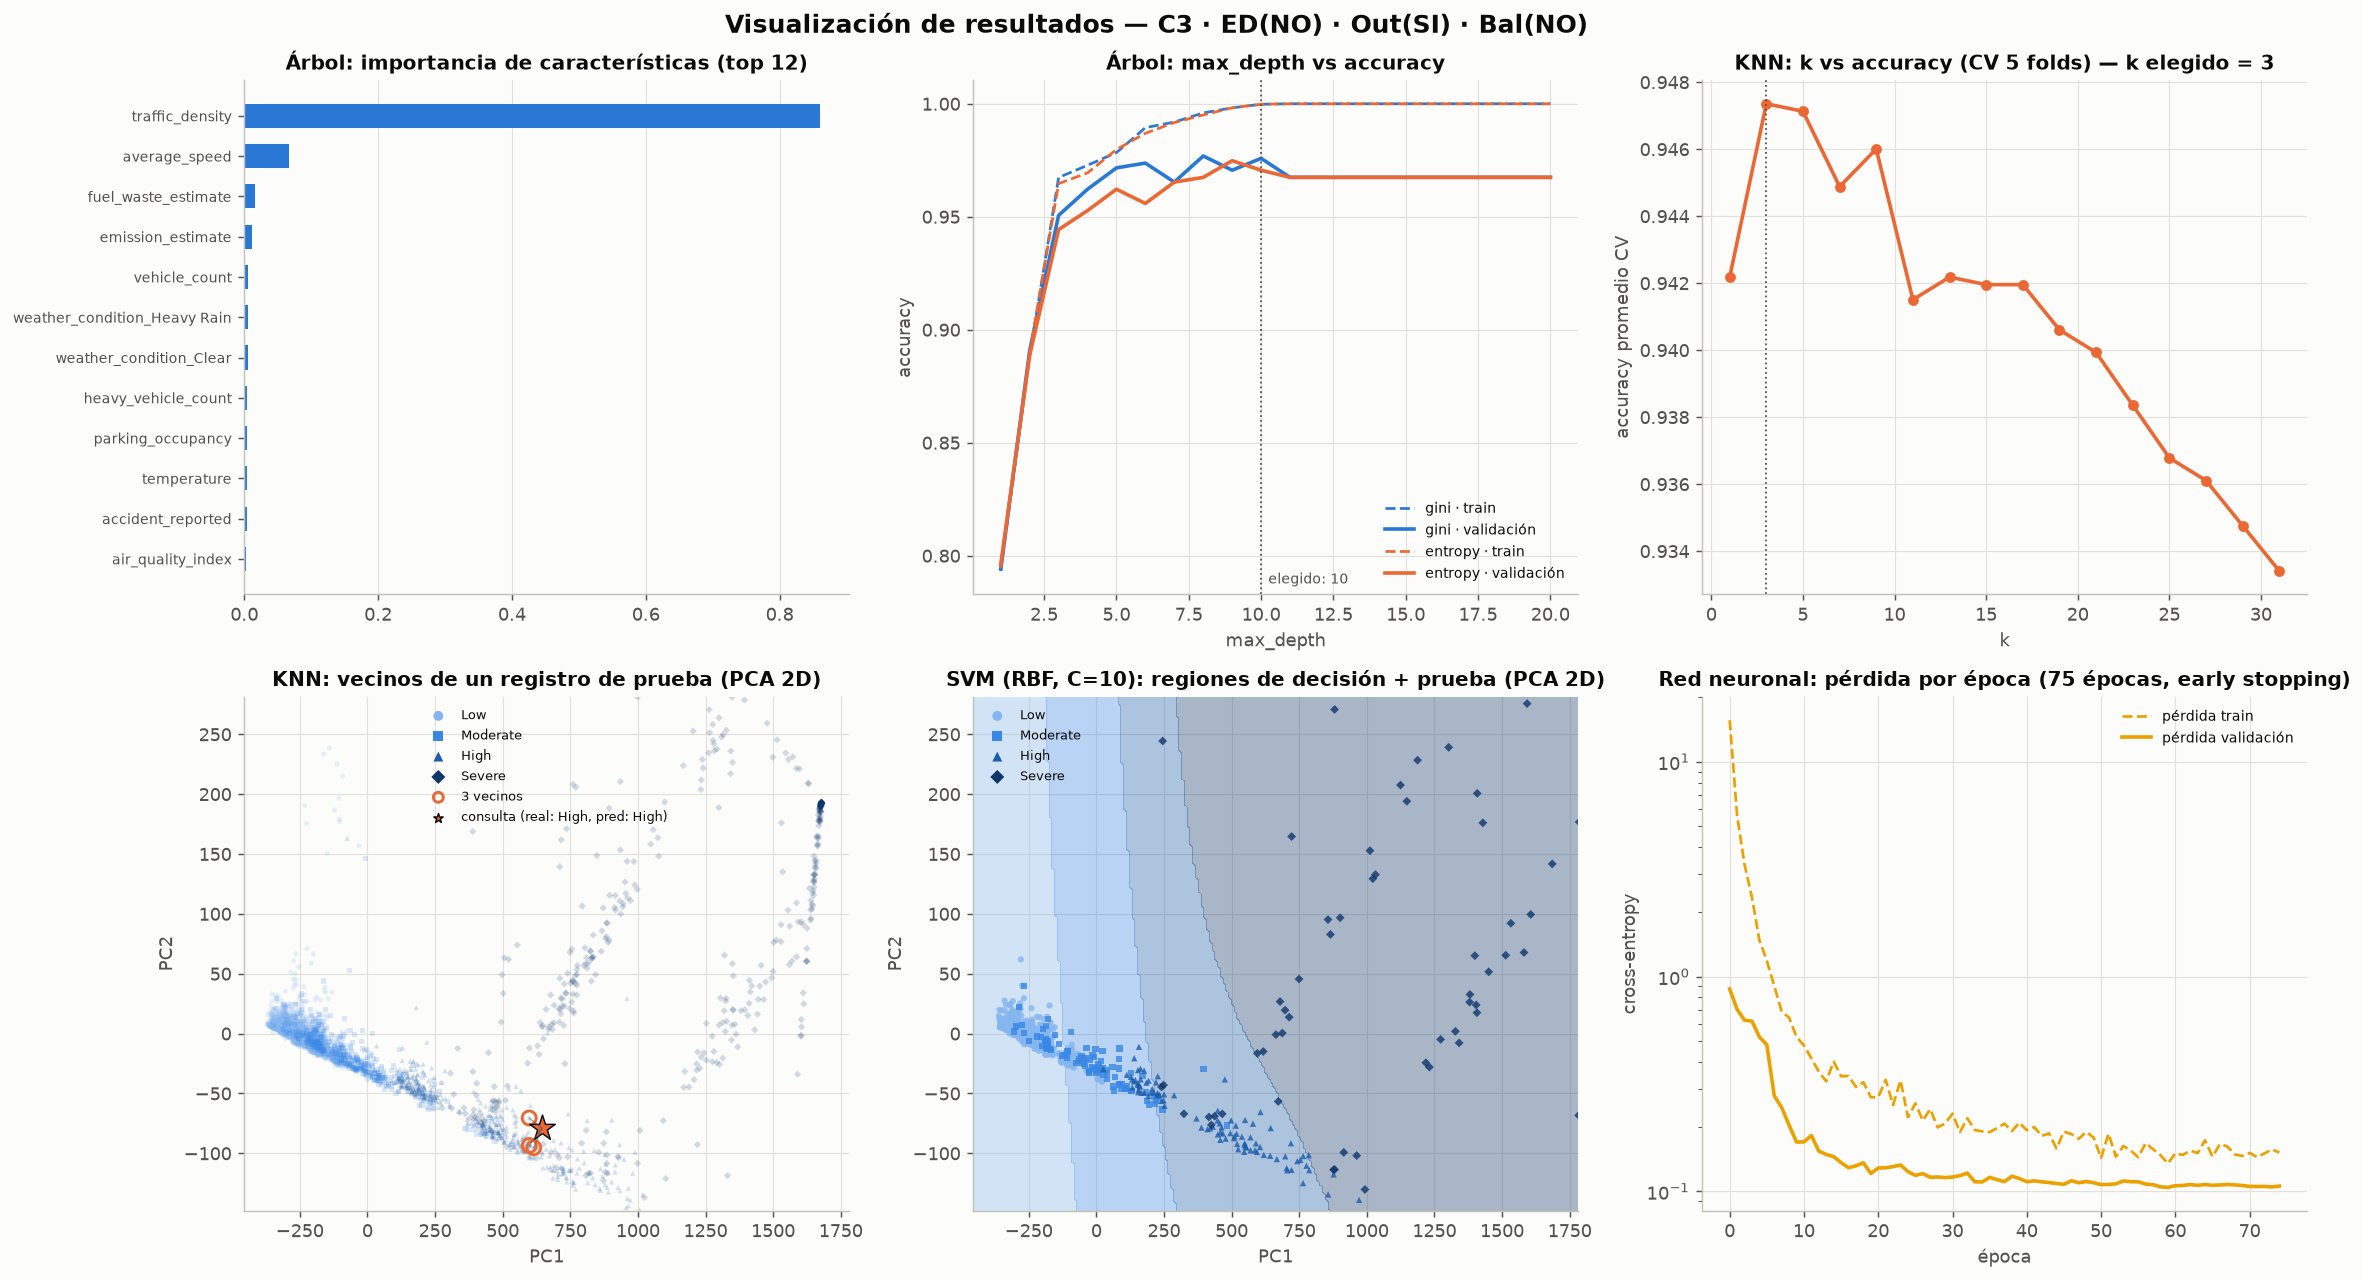 Visualización de resultados — C3 · ED(NO) · Out(SI) · Bal(NO)
Árbol: importancia de características (top 12)
traffic_density
average_speed
fuel_waste_estimate
emission_estimate
vehicle_count
weather_condition_Heavy Rain
weather_condition_Clear
heavy_vehicle_count
parking_occupancy
temperature
accident_reported
air_quality_index
0.0 0.2 0.4 0.6 0.8
Árbol: max_depth vs accuracy
accuracy
1.00
0.95
0.90
0.85
0.80
gini · train
gini · validación
entropy · train
entropy · validación
elegido: 10
2.5 5.0 7.5 10.0 12.5 15.0 17.5 20.0
max_depth
KNN: k vs accuracy (CV 5 folds) — k elegido = 3
accuracy promedio CV
0.948
0.946
0.944
0.942
0.940
0.938
0.936
0.934
0 5 10 15 20 25 30
k
KNN: vecinos de un registro de prueba (PCA 2D)
PC2
250
200
150
100
50
0
−50
−100
Low
Moderate
High
Severe
3 vecinos
consulta (real: High, pred: High)
−250 0 250 500 750 1000 1250 1500 1750
PC1
SVM (RBF, C=10): regiones de decisión + prueba (PCA 2D)
PC2
250
200
150
100
50
0
−50
−100
Low
Moderate
High
Severe
−250 0 250 500 750 1000 1250 1500 1750
PC1
Red neuronal: pérdida por época (75 épocas, early stopping)
cross-entropy
10¹
10⁰
10⁻¹
pérdida train
pérdida validación
0 10 20 30 40 50 60 70
época